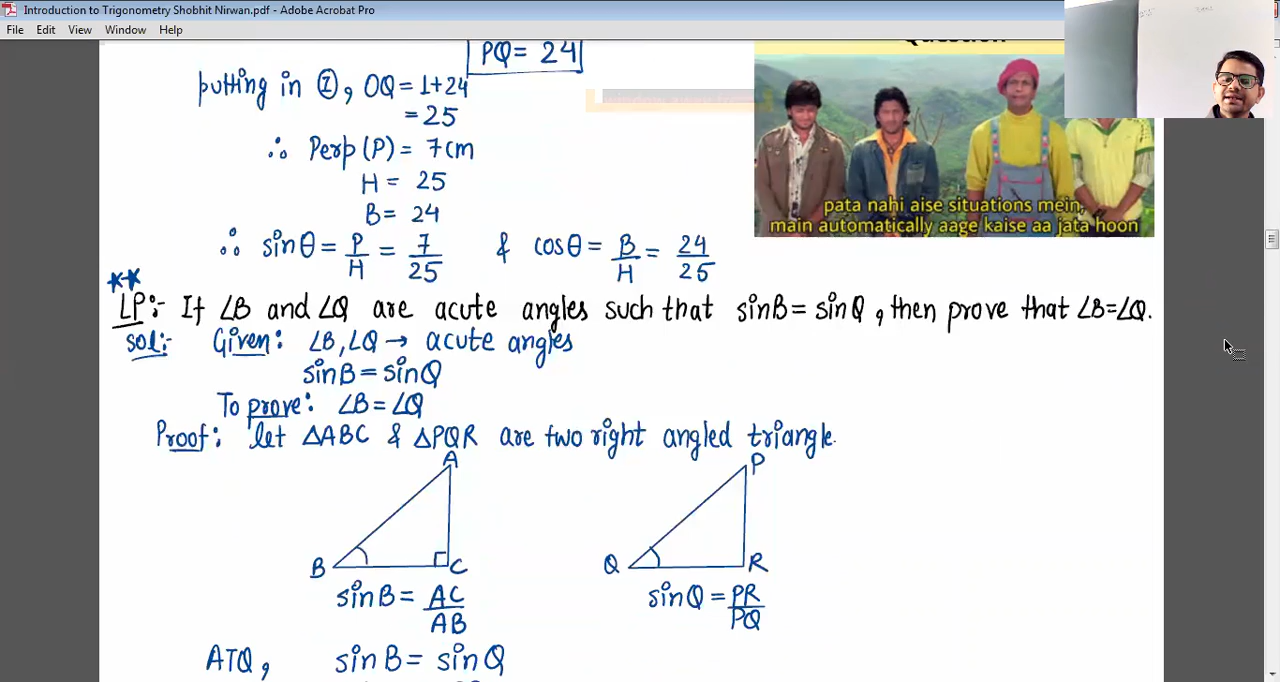 Introduction to Trigonometry Shobhit Nirwan.pdf - Adobe Acrobat Pro
File Edit View Window Help
PQ = 24
Question
putting in ①, OQ = 1+24
= 25
∴ Perp (P) = 7cm
H = 25
B = 24
∴ sinθ = P/H = 7/25 & cosθ = B/H = 24/25
pata nahi aise situations mein,
main automatically aage kaise aa jata hoon
** LP:- If ∠B and ∠Q are acute angles such that sinB = sinQ, then prove that ∠B=∠Q.
Sol:- Given: ∠B, ∠Q → acute angles
sinB = sinQ
To prove: ∠B = ∠Q
Proof: let △ABC & △PQR are two right angled triangle.
A P
B C Q R
sinB = AC/AB sinQ = PR/PQ
ATQ, sinB = sinQ